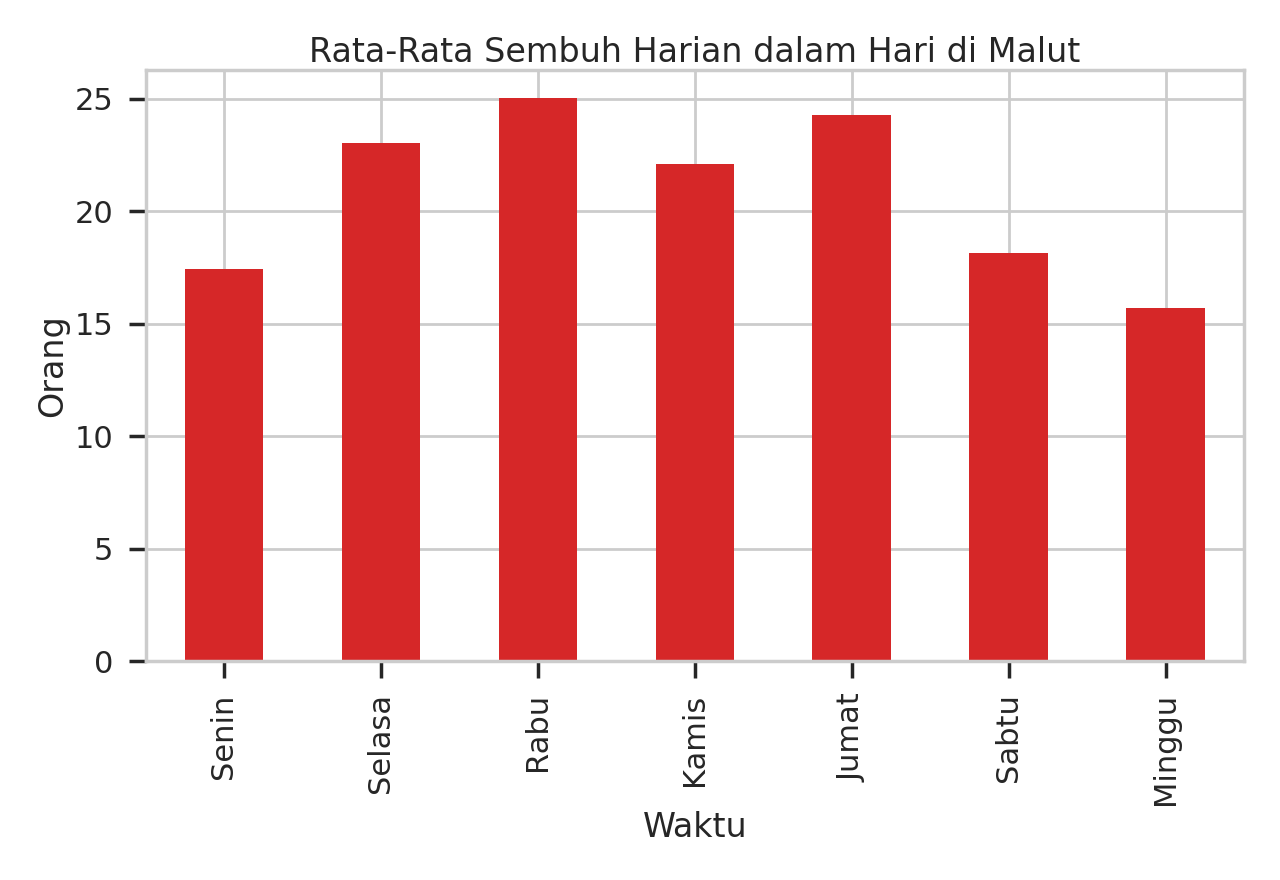 Rata-Rata Sembuh Harian dalam Hari di Malut
25
20
15
10
5
0
Orang
Senin
Selasa
Rabu
Kamis
Jumat
Sabtu
Minggu
Waktu